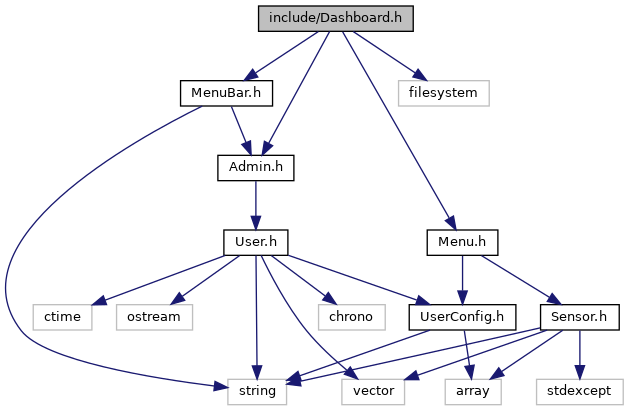 include/Dashboard.h
MenuBar.h
filesystem
Admin.h
User.h
Menu.h
ctime
ostream
chrono
UserConfig.h
Sensor.h
string
vector
array
stdexcept